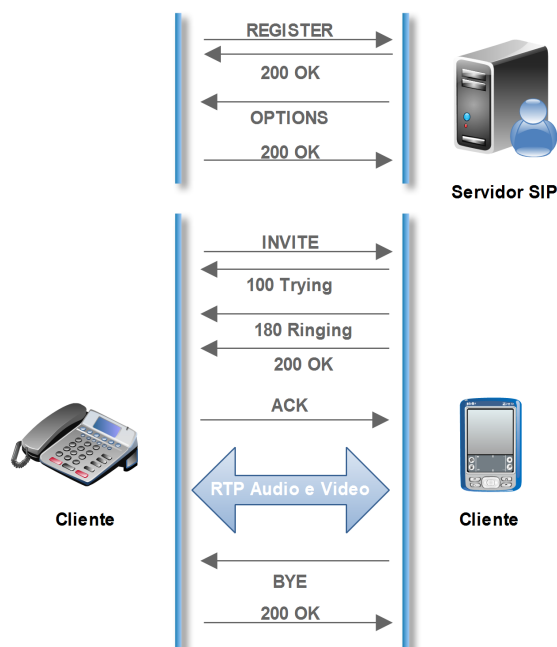 REGISTER
200 OK
OPTIONS
200 OK
Servidor SIP
INVITE
100 Trying
180 Ringing
200 OK
ACK
RTP Audio e Video
Cliente
Cliente
BYE
200 OK